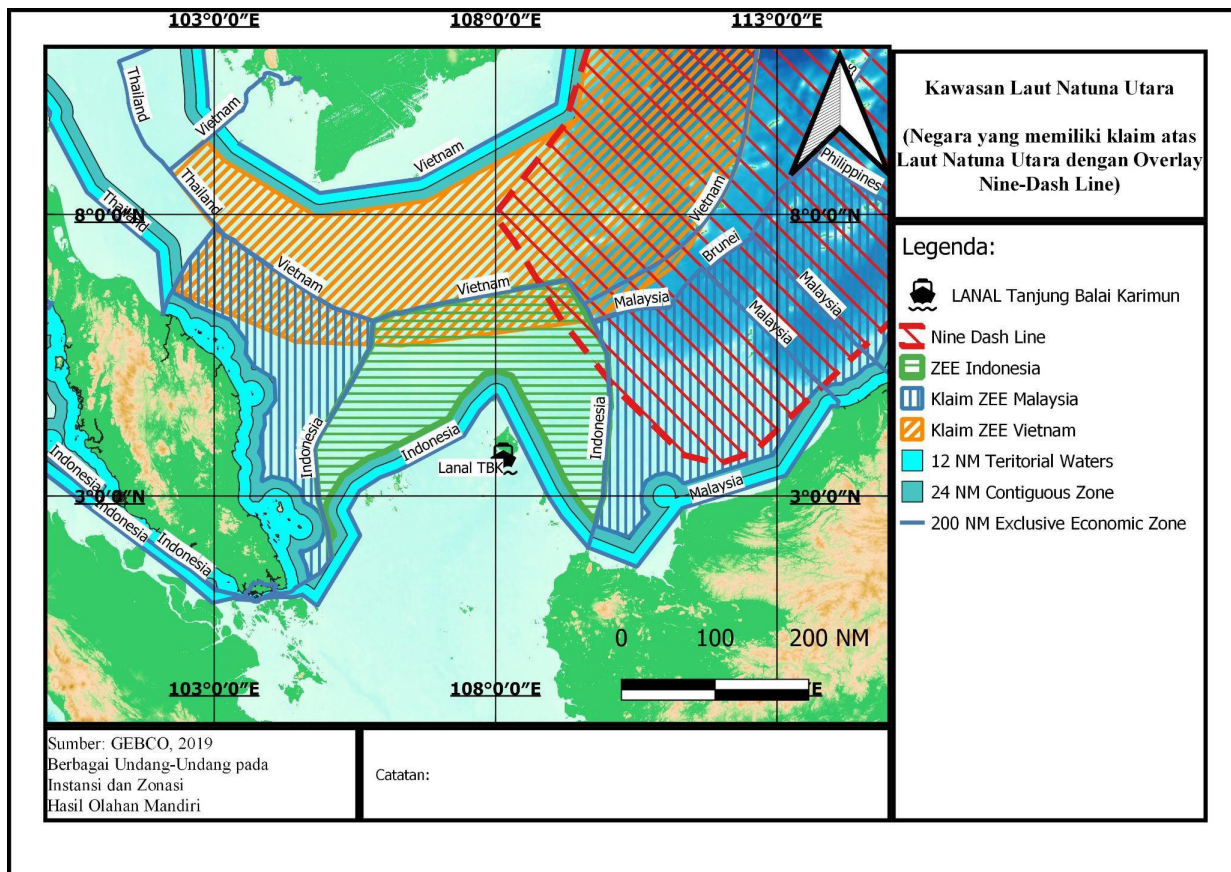 103°0′0″E
108°0′0″E
113°0′0″E
Kawasan Laut Natuna Utara
(Negara yang memiliki klaim atas
Laut Natuna Utara dengan Overlay
Nine-Dash Line)
Thailand
Vietnam
Vietnam
Philippines
Thailand
Thailand
Vietnam
8°0′0″N
8°0′0″N
Brunei
Vietnam
Vietnam
Malaysia
Malaysia
Malaysia
Indonesia
Indonesia
Indonesia
Lanal TBK
Malaysia
3°0′0″N
3°0′0″N
Indonesia
Indonesia
Indonesia
0 100 200 NM
103°0′0″E
108°0′0″E
Legenda:
LANAL Tanjung Balai Karimun
Nine Dash Line
ZEE Indonesia
Klaim ZEE Malaysia
Klaim ZEE Vietnam
12 NM Teritorial Waters
24 NM Contiguous Zone
200 NM Exclusive Economic Zone
Sumber: GEBCO, 2019
Berbagai Undang-Undang pada
Instansi dan Zonasi
Hasil Olahan Mandiri
Catatan: